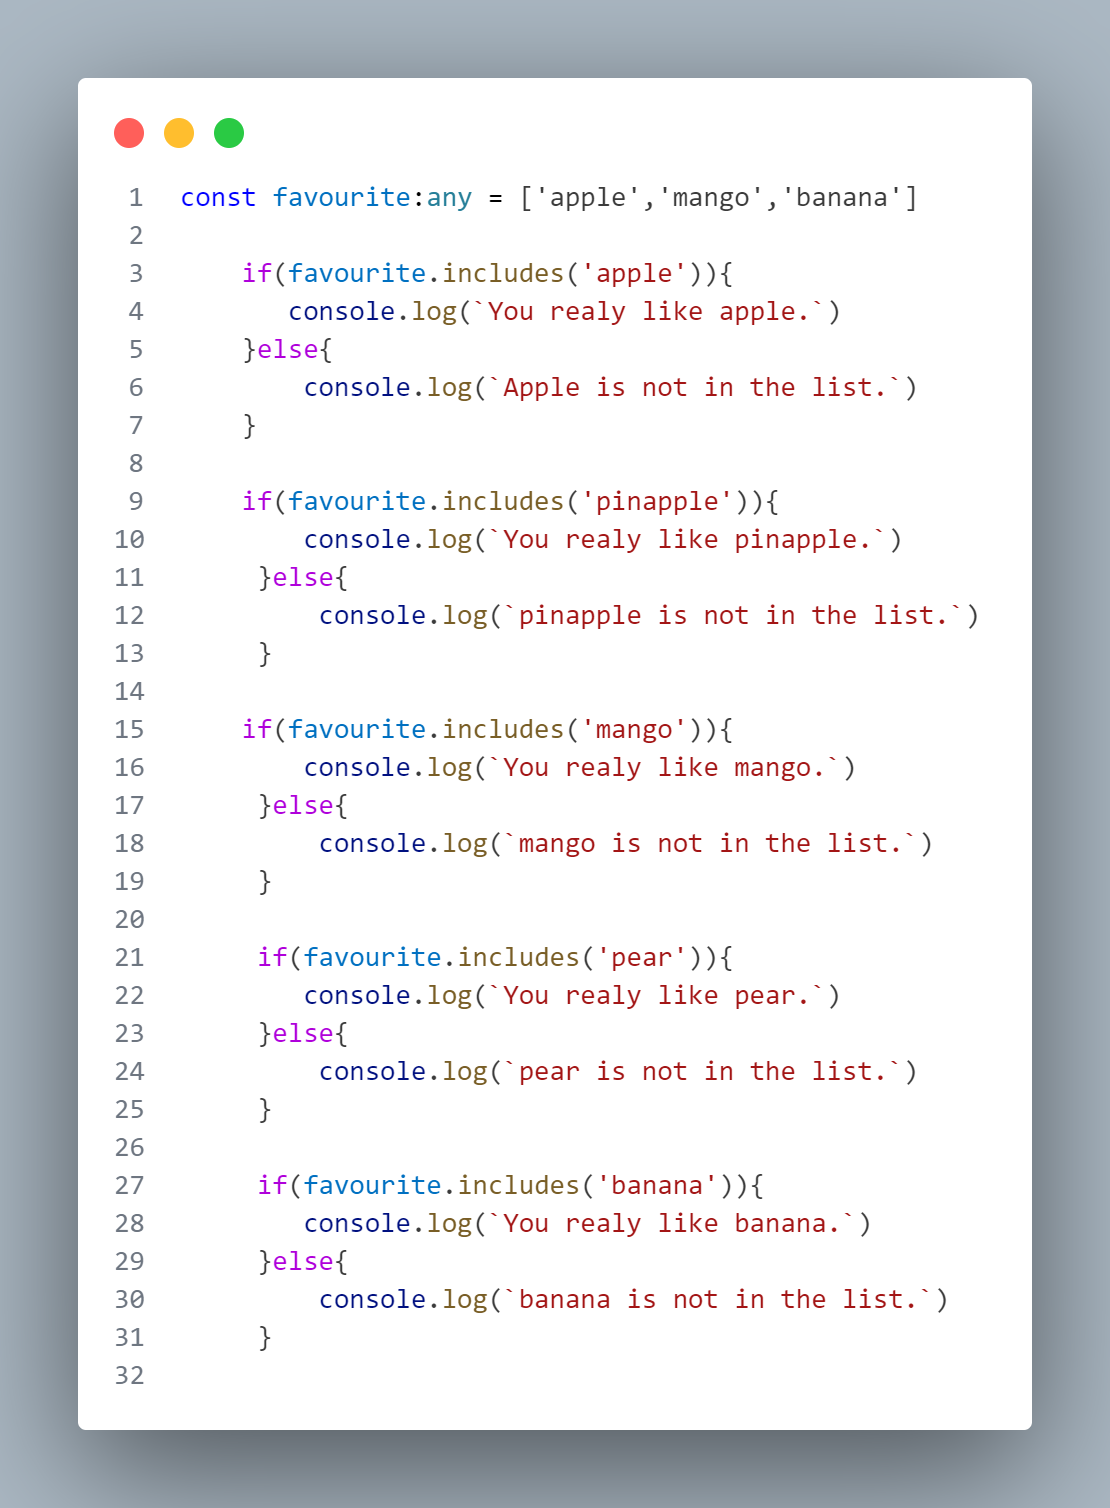 1 const favourite:any = ['apple','mango','banana']
2
3     if(favourite.includes('apple')){
4        console.log(`You realy like apple.`)
5     }else{
6         console.log(`Apple is not in the list.`)
7     }
8
9     if(favourite.includes('pinapple')){
10         console.log(`You realy like pinapple.`)
11      }else{
12          console.log(`pinapple is not in the list.`)
13      }
14
15     if(favourite.includes('mango')){
16         console.log(`You realy like mango.`)
17      }else{
18          console.log(`mango is not in the list.`)
19      }
20
21      if(favourite.includes('pear')){
22         console.log(`You realy like pear.`)
23      }else{
24          console.log(`pear is not in the list.`)
25      }
26
27      if(favourite.includes('banana')){
28         console.log(`You realy like banana.`)
29      }else{
30          console.log(`banana is not in the list.`)
31      }
32